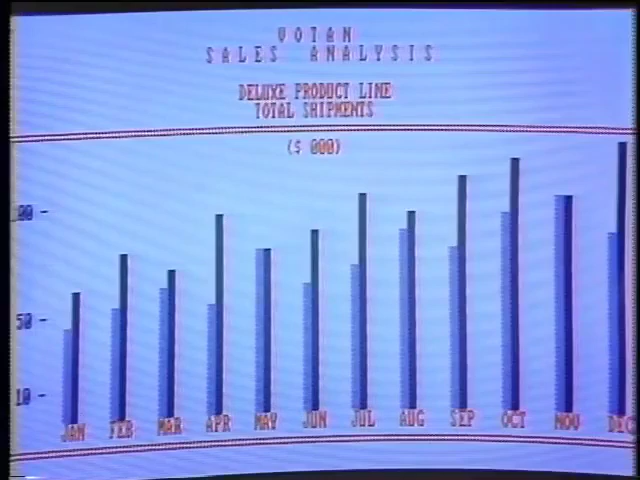 VOTAN
SALES ANALYSIS
DELUXE PRODUCT LINE
TOTAL SHIPMENTS
($ 000)
100
50
10
JAN FEB MAR APR MAY JUN JUL AUG SEP OCT NOV DEC